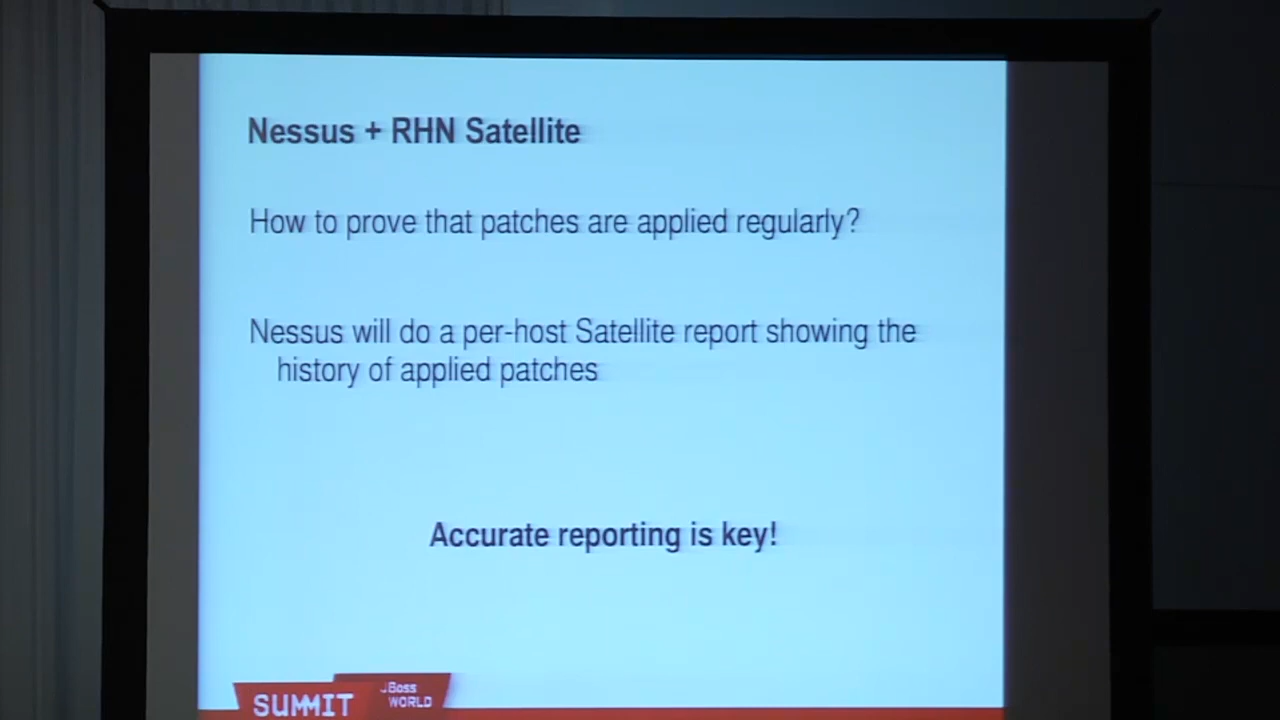 Nessus + RHN Satellite
How to prove that patches are applied regularly?
Nessus will do a per-host Satellite report showing the
history of applied patches
Accurate reporting is key!
SUMMIT
JBoss
WORLD